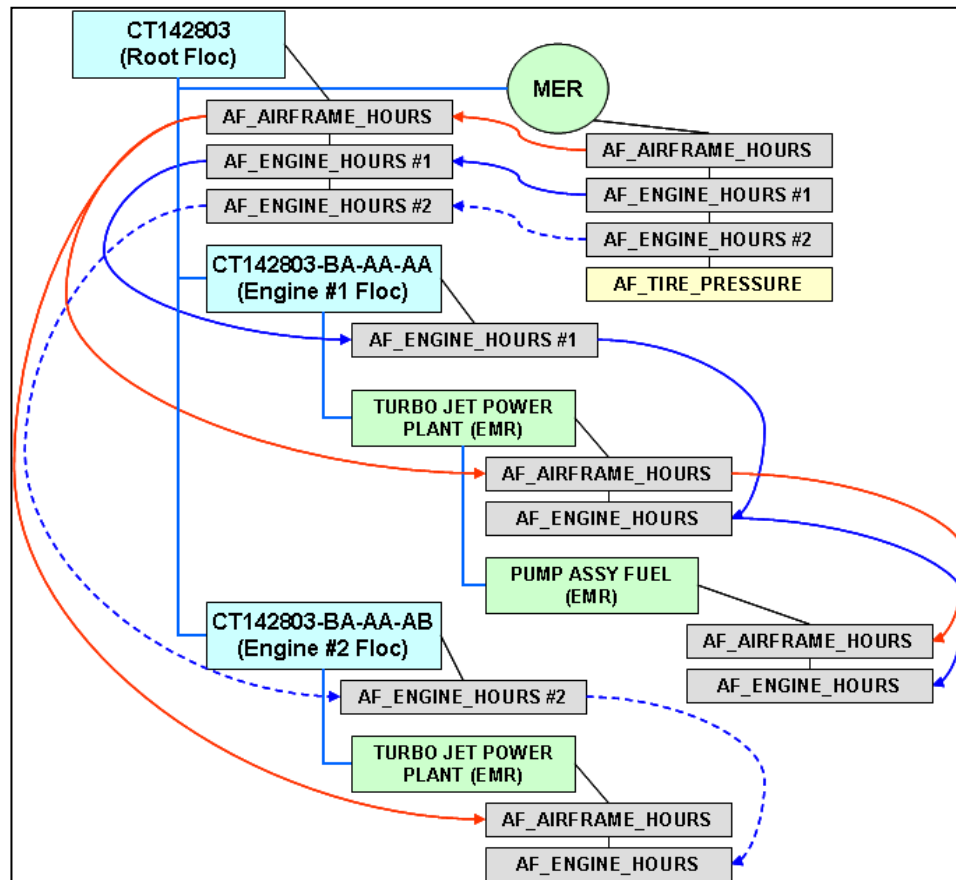 CT142803
(Root Floc)
MER
AF_AIRFRAME_HOURS
AF_ENGINE_HOURS #1
AF_ENGINE_HOURS #2
AF_AIRFRAME_HOURS
AF_ENGINE_HOURS #1
AF_ENGINE_HOURS #2
AF_TIRE_PRESSURE
CT142803-BA-AA-AA
(Engine #1 Floc)
AF_ENGINE_HOURS #1
TURBO JET POWER
PLANT (EMR)
AF_AIRFRAME_HOURS
AF_ENGINE_HOURS
PUMP ASSY FUEL
(EMR)
AF_AIRFRAME_HOURS
AF_ENGINE_HOURS
CT142803-BA-AA-AB
(Engine #2 Floc)
AF_ENGINE_HOURS #2
TURBO JET POWER
PLANT (EMR)
AF_AIRFRAME_HOURS
AF_ENGINE_HOURS